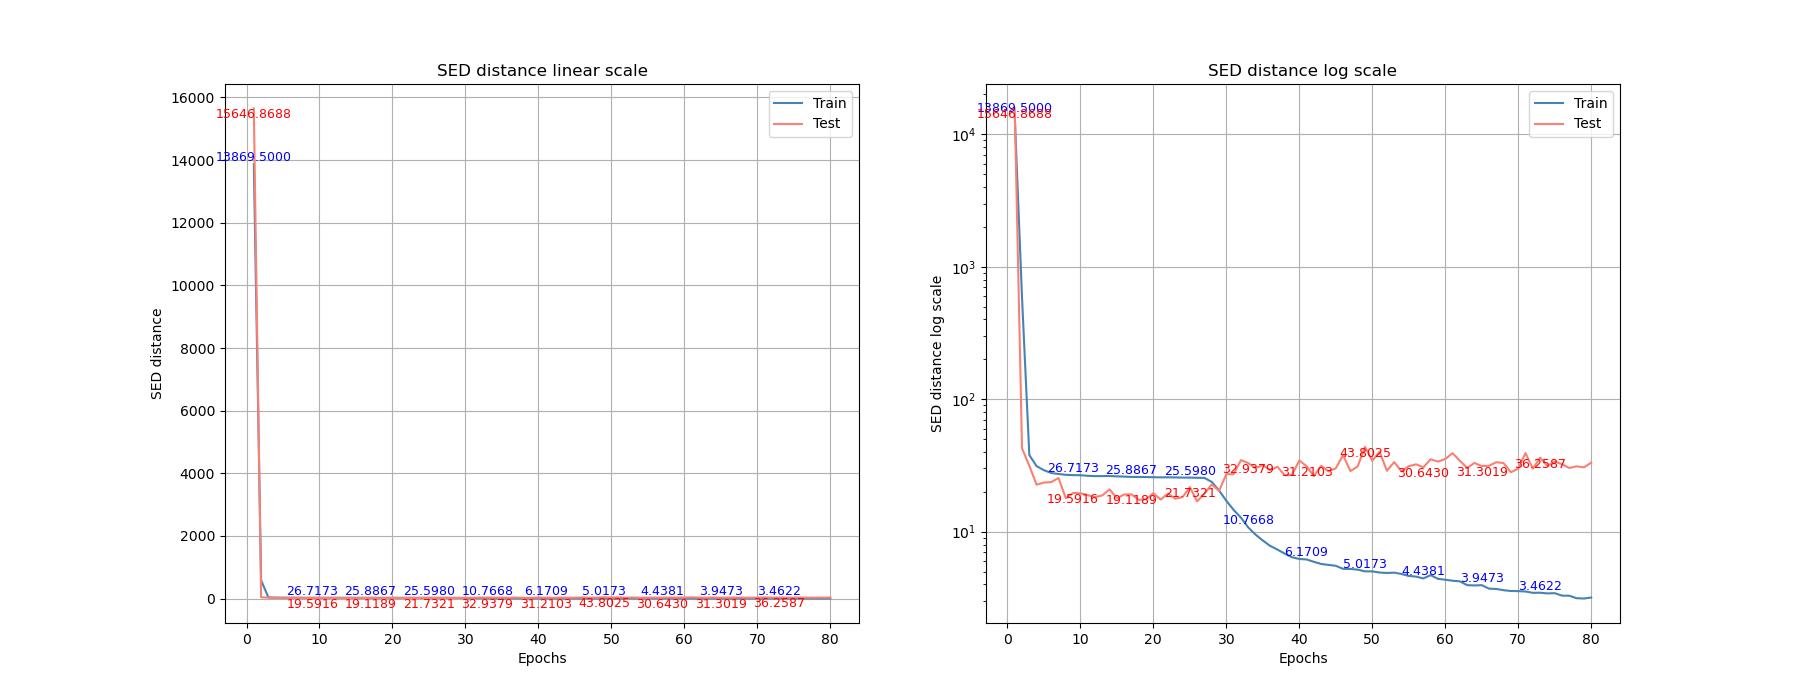 SED distance linear scale
SED distance
16000
14000
12000
10000
8000
6000
4000
2000
0
15646.8688
13869.5000
Train
Test
26.7173 25.8867 25.5980 10.7668 6.1709 5.0173 4.4381 3.9473 3.4622
19.5916 19.1189 21.7321 32.9379 31.2103 43.8025 30.6430 31.3019 36.2587
0 10 20 30 40 50 60 70 80
Epochs
SED distance log scale
SED distance log scale
10^4
10^3
10^2
10^1
13869.5000
15646.8688
Train
Test
26.7173 25.8867 25.5980 10.7668 6.1709 5.0173 4.4381 3.9473 3.4622
19.5916 19.1189 21.7321 32.9379 31.2103 43.8025 30.6430 31.3019 36.2587
0 10 20 30 40 50 60 70 80
Epochs